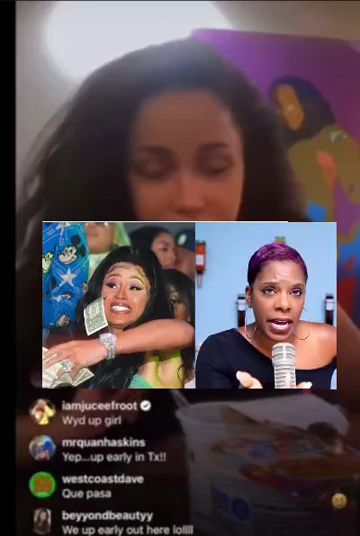 iamjuceefroot
Wyd up girl
mrquanhaskins
Yep...up early in Tx!!
westcoastdave
Que pasa
beyyondbeautyy
We up early out here lollll